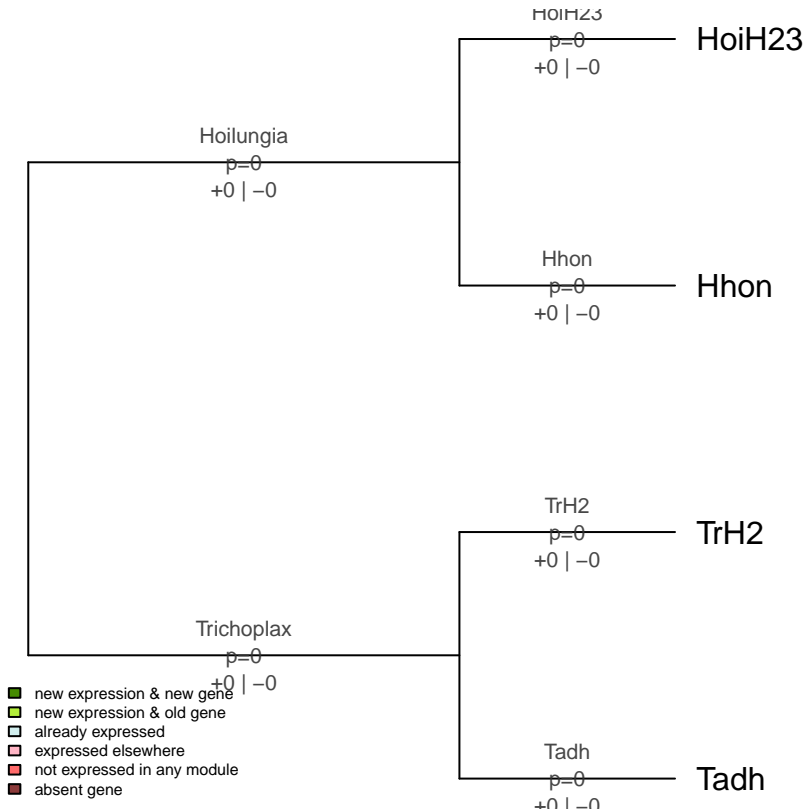 HoiH23
p=0
+0 | −0
HoiH23
Hoilungia
p=0
+0 | −0
Hhon
p=0
+0 | −0
Hhon
TrH2
p=0
+0 | −0
TrH2
Trichoplax
p=0
+0 | −0
new expression & new gene
new expression & old gene
already expressed
expressed elsewhere
not expressed in any module
absent gene
Tadh
p=0
+0 | −0
Tadh